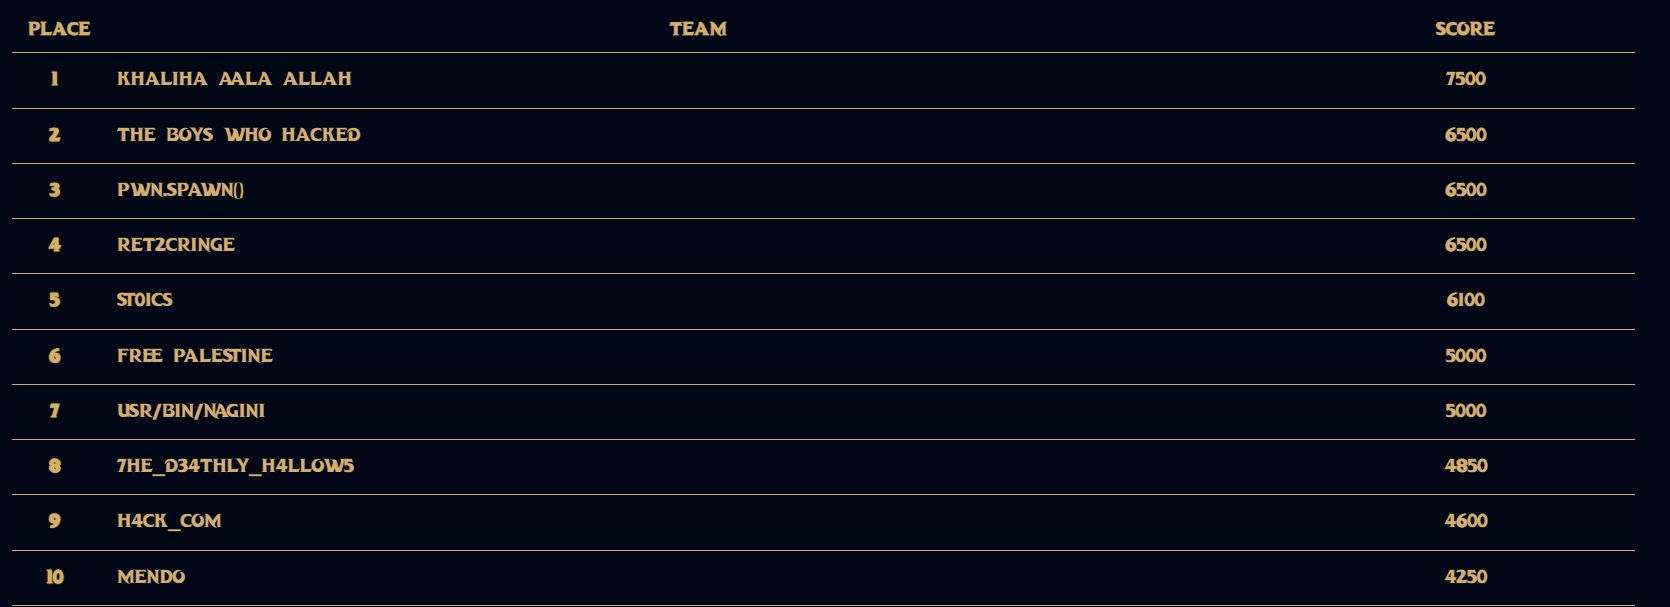 PLACE TEAM SCORE
1 KHALIHA AALA ALLAH 7500
2 THE BOYS WHO HACKED 6500
3 PWN.SPAWN() 6500
4 RET2CRINGE 6500
5 ST0ICS 6100
6 FREE PALESTINE 5000
7 USR/BIN/NAGINI 5000
8 7HE_D34THLY_H4LLOW5 4850
9 H4CK_COM 4600
10 MENDO 4250